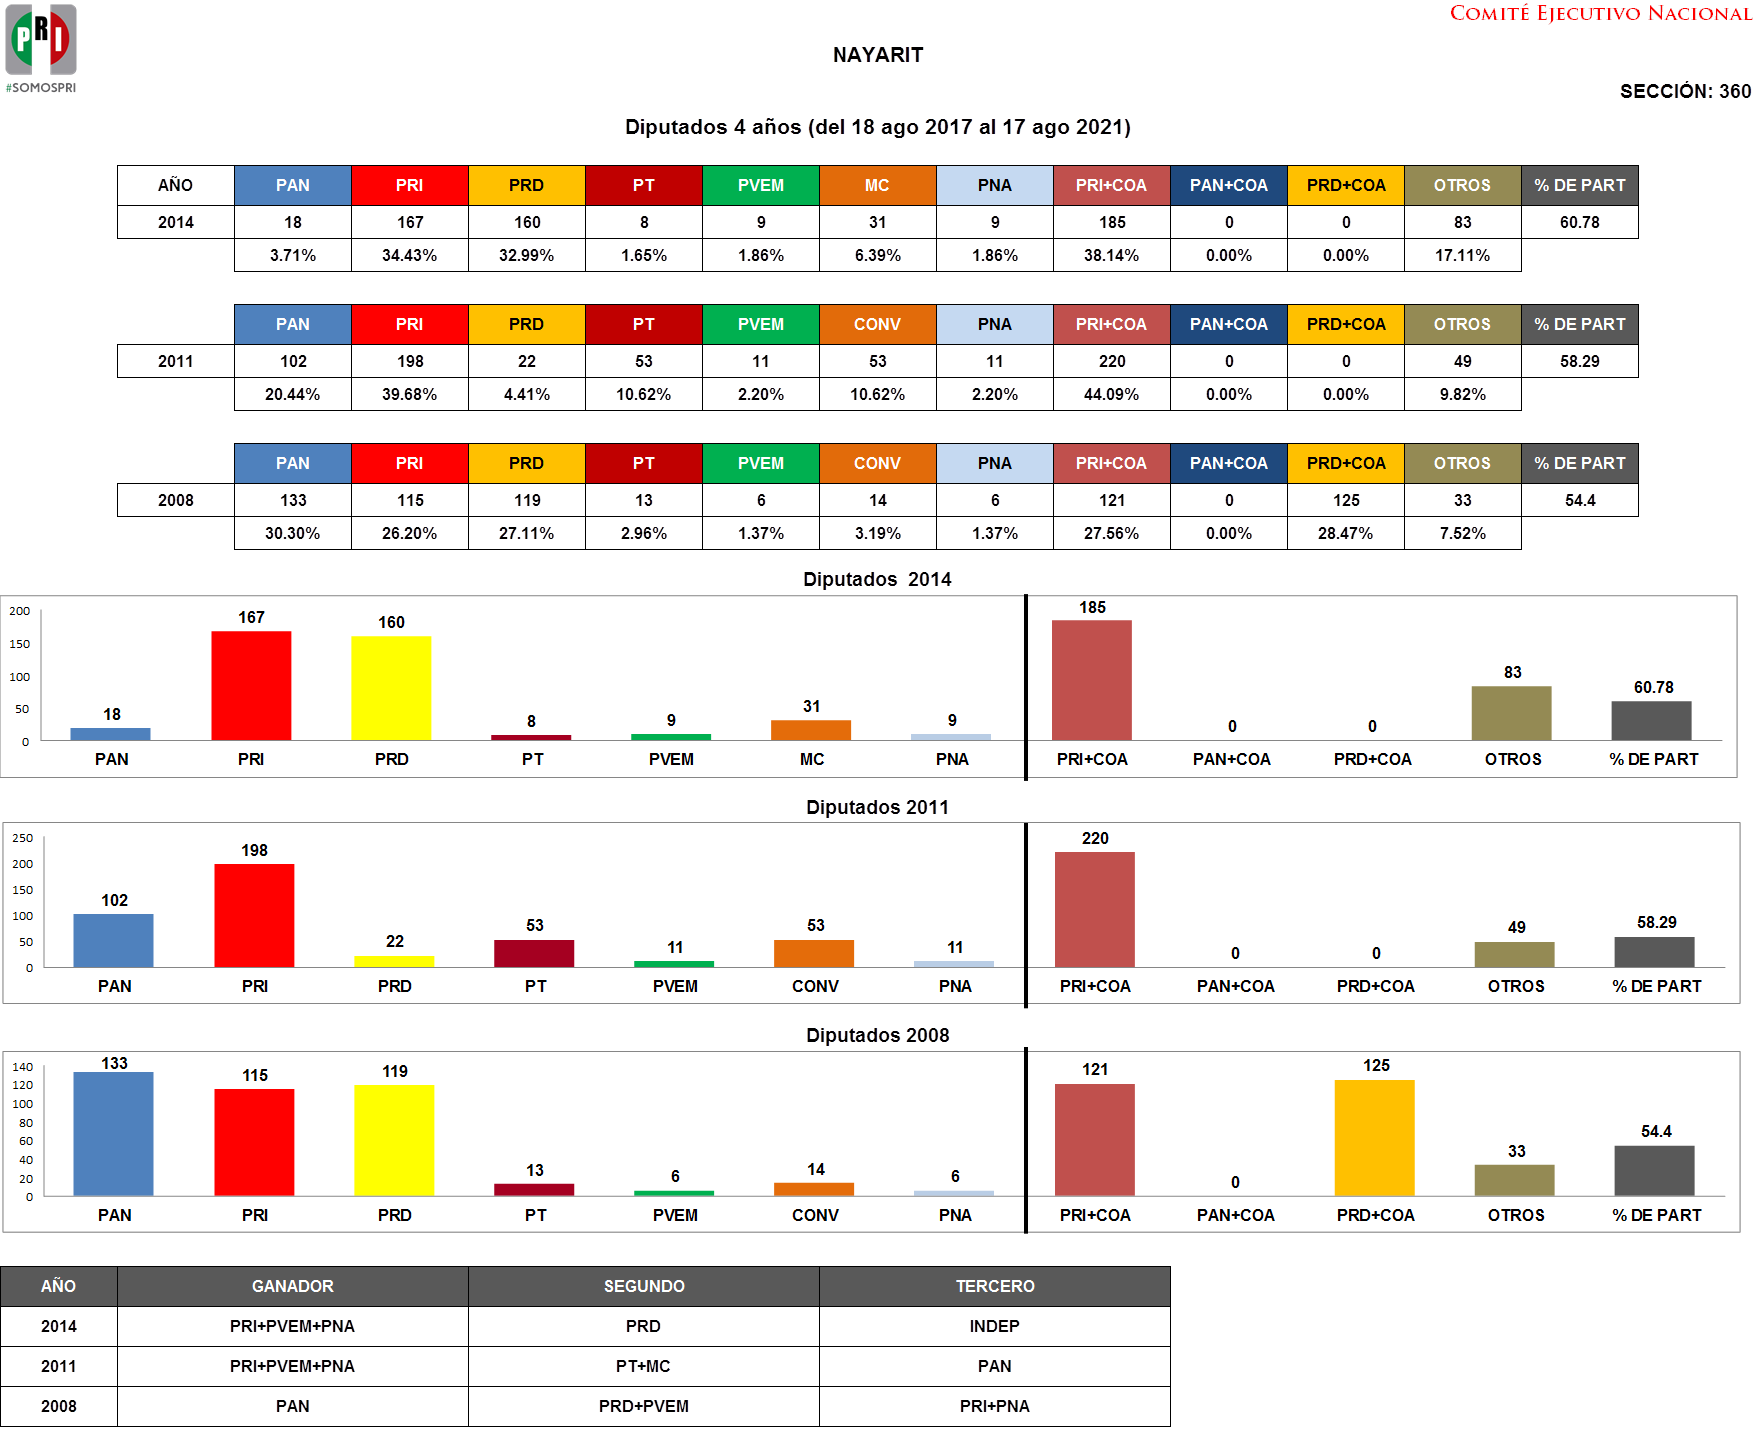 PRI
#SOMOSPRI
COMITÉ EJECUTIVO NACIONAL
NAYARIT
SECCIÓN: 360
Diputados 4 años (del 18 ago 2017 al 17 ago 2021)
AÑO PAN PRI PRD PT PVEM MC PNA PRI+COA PAN+COA PRD+COA OTROS % DE PART
2014 18 167 160 8 9 31 9 185 0 0 83 60.78
3.71% 34.43% 32.99% 1.65% 1.86% 6.39% 1.86% 38.14% 0.00% 0.00% 17.11%
PAN PRI PRD PT PVEM CONV PNA PRI+COA PAN+COA PRD+COA OTROS % DE PART
2011 102 198 22 53 11 53 11 220 0 0 49 58.29
20.44% 39.68% 4.41% 10.62% 2.20% 10.62% 2.20% 44.09% 0.00% 0.00% 9.82%
PAN PRI PRD PT PVEM CONV PNA PRI+COA PAN+COA PRD+COA OTROS % DE PART
2008 133 115 119 13 6 14 6 121 0 125 33 54.4
30.30% 26.20% 27.11% 2.96% 1.37% 3.19% 1.37% 27.56% 0.00% 28.47% 7.52%
Diputados 2014
200
150
100
50
0
18 167 160 8 9 31 9 185 0 0 83 60.78
PAN PRI PRD PT PVEM MC PNA PRI+COA PAN+COA PRD+COA OTROS % DE PART
Diputados 2011
250
200
150
100
50
0
102 198 22 53 11 53 11 220 0 0 49 58.29
PAN PRI PRD PT PVEM CONV PNA PRI+COA PAN+COA PRD+COA OTROS % DE PART
Diputados 2008
140
120
100
80
60
40
20
0
133 115 119 13 6 14 6 121 0 125 33 54.4
PAN PRI PRD PT PVEM CONV PNA PRI+COA PAN+COA PRD+COA OTROS % DE PART
AÑO GANADOR SEGUNDO TERCERO
2014 PRI+PVEM+PNA PRD INDEP
2011 PRI+PVEM+PNA PT+MC PAN
2008 PAN PRD+PVEM PRI+PNA